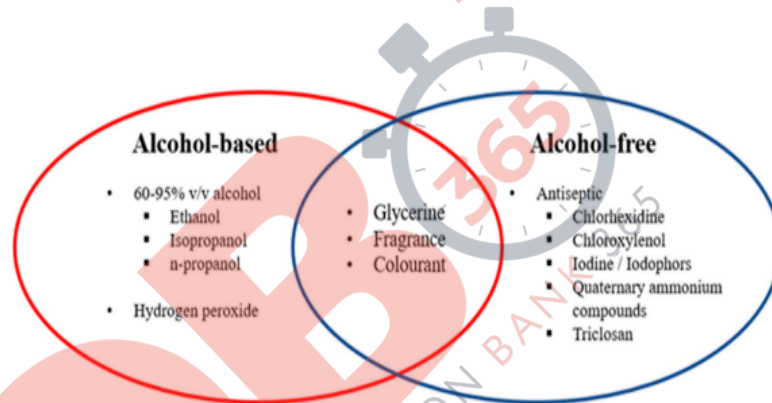 Alcohol-based
• 60-95% v/v alcohol
▪ Ethanol
▪ Isopropanol
▪ n-propanol
• Hydrogen peroxide
• Glycerine
• Fragrance
• Colourant
Alcohol-free
• Antiseptic
▪ Chlorhexidine
▪ Chloroxylenol
▪ Iodine / Iodophors
▪ Quaternary ammonium
compounds
▪ Triclosan
365
BANK 365